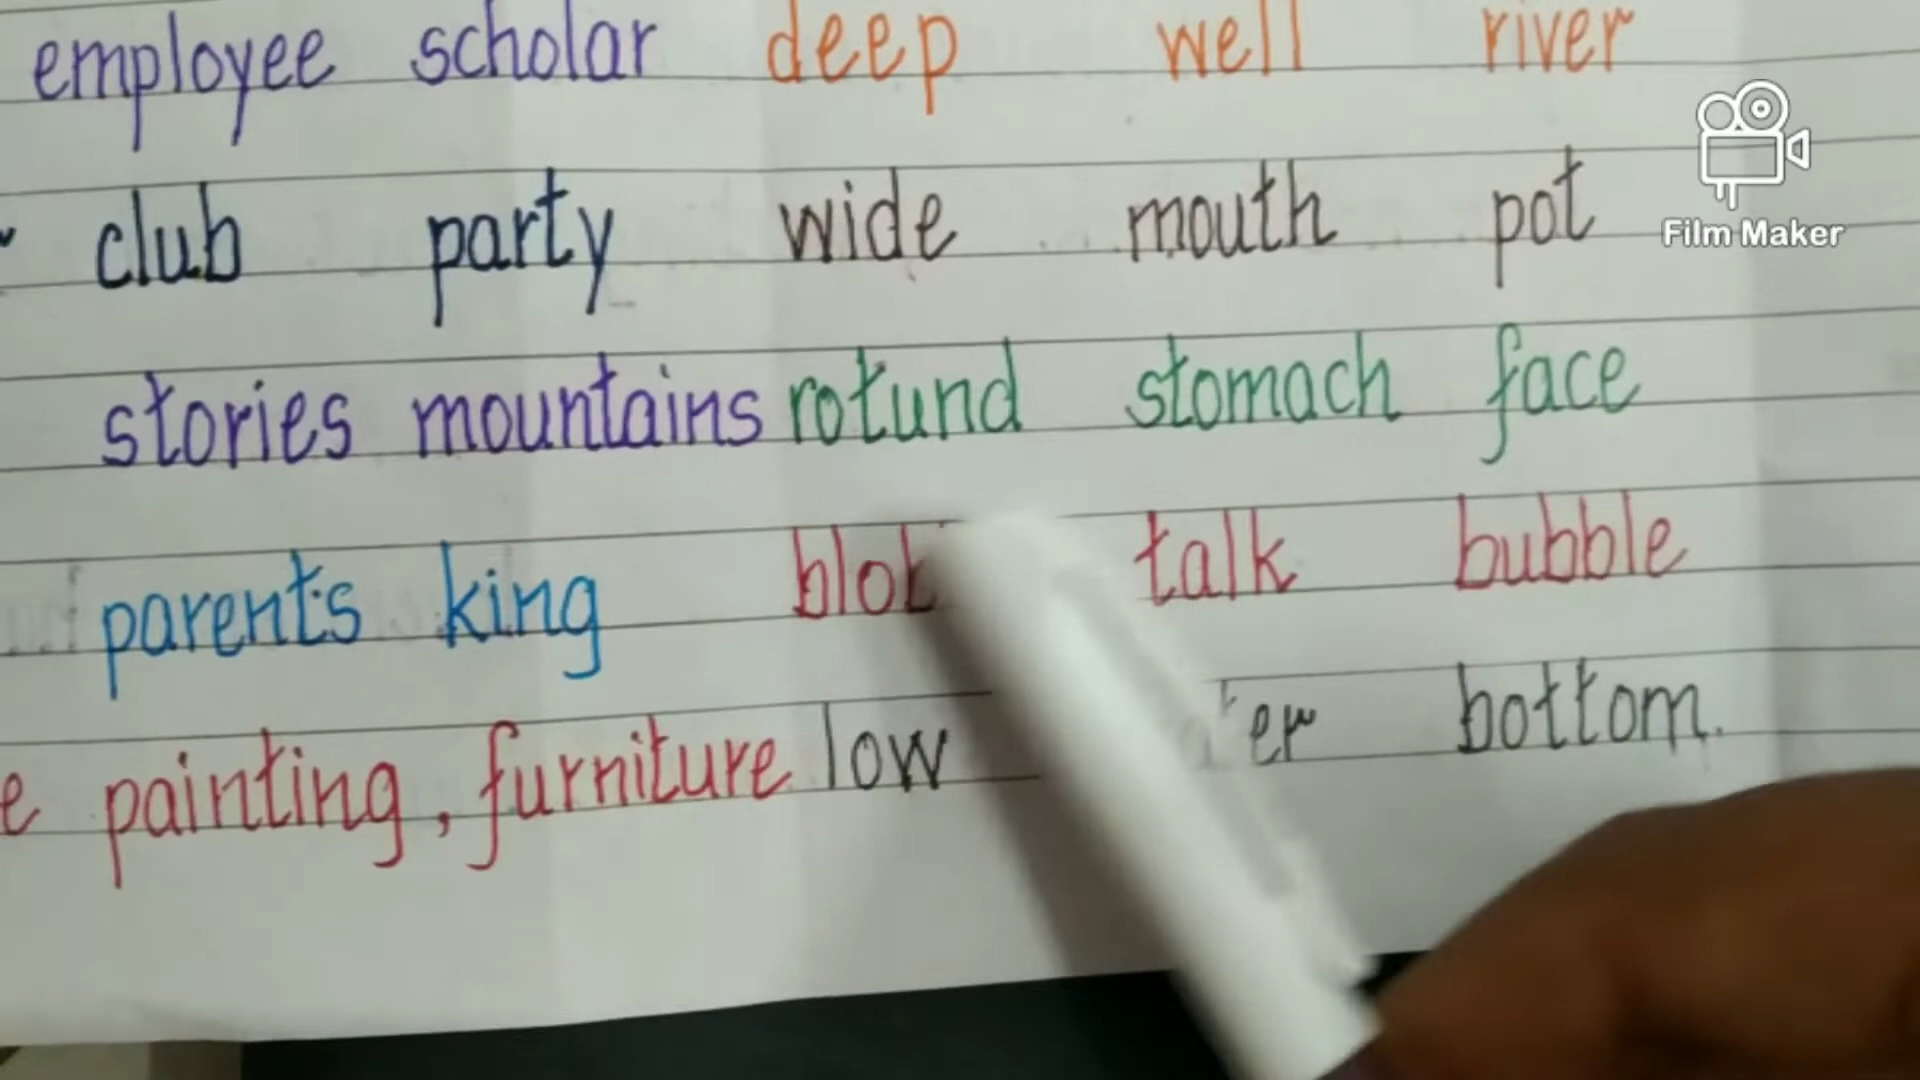 employee scholar deep well river
club party wide mouth pot
stories mountains rotund stomach face
parents king talk bubble
painting, furniture low bottom.
Film Maker